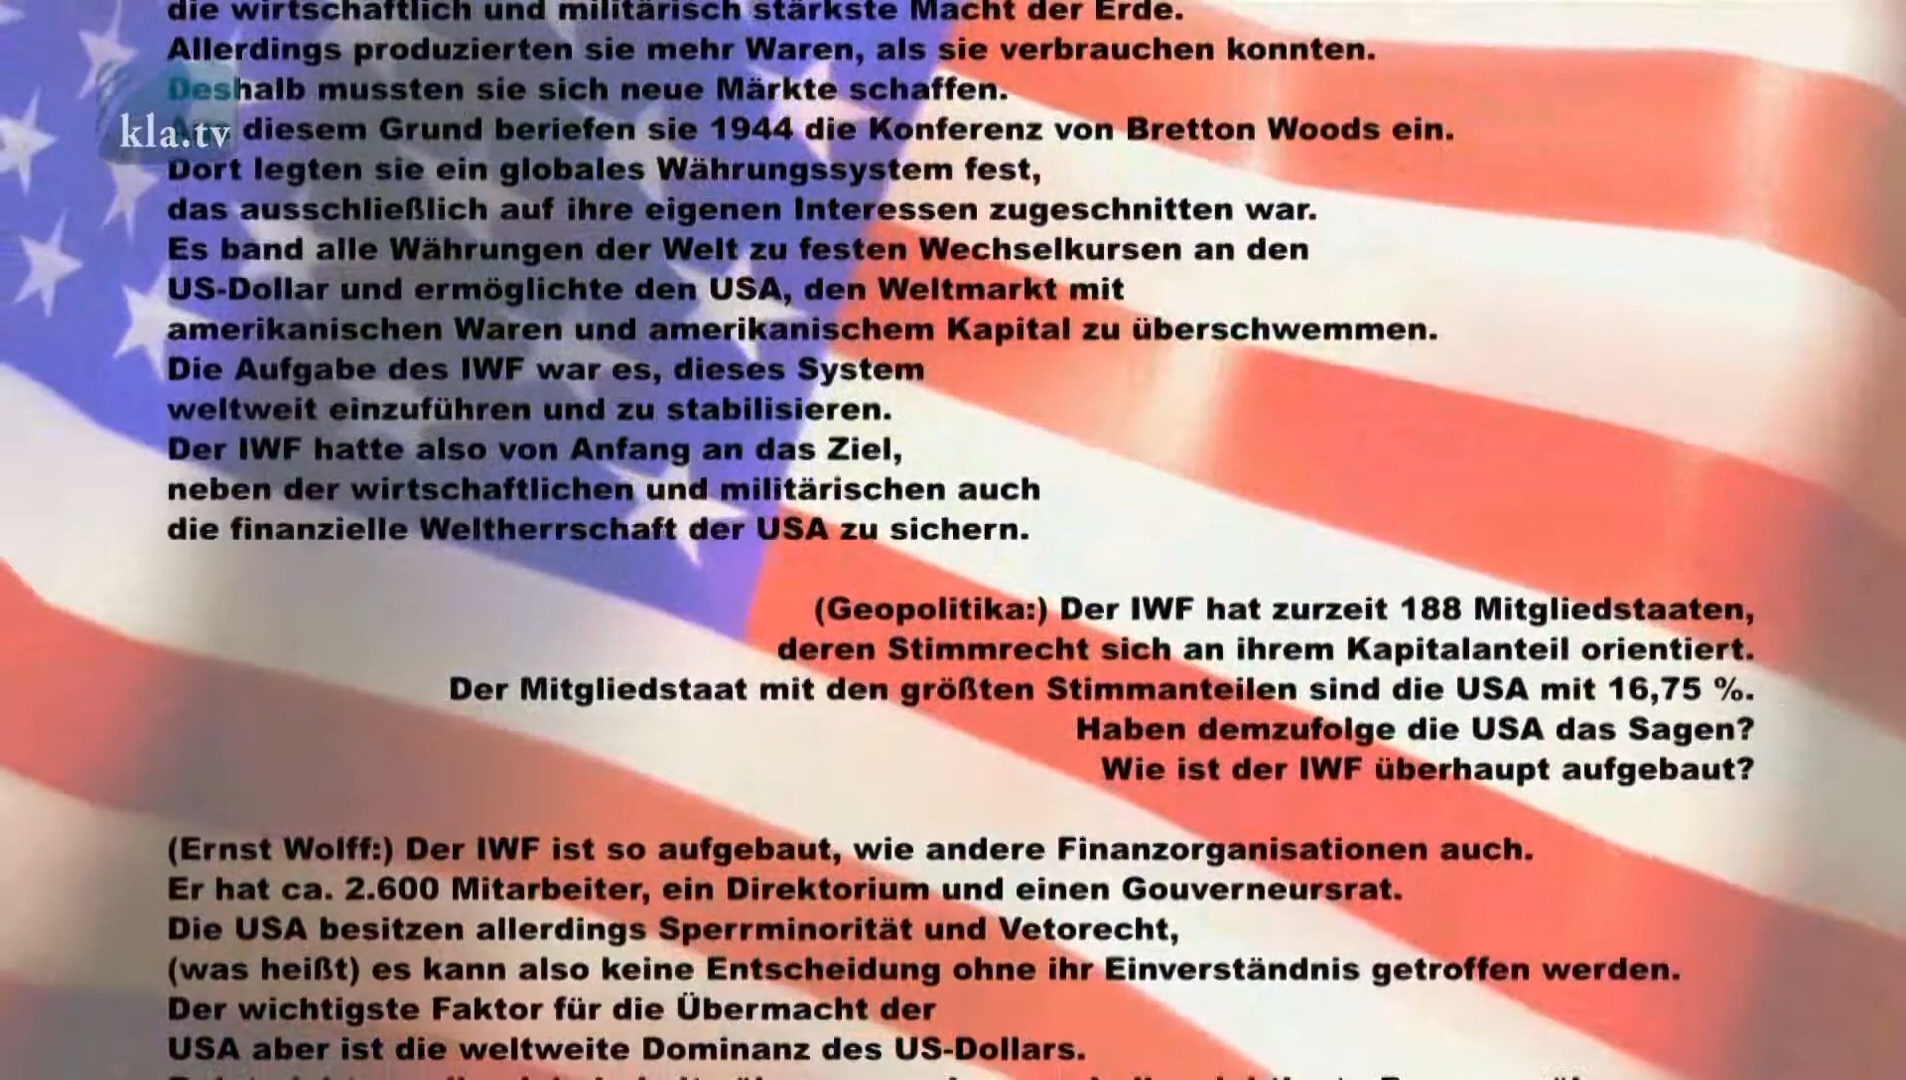 die wirtschaftlich und militärisch stärkste Macht der Erde.
Allerdings produzierten sie mehr Waren, als sie verbrauchen konnten.
Deshalb mussten sie sich neue Märkte schaffen.
diesem Grund beriefen sie 1944 die Konferenz von Bretton Woods ein.
kla.tv
Dort legten sie ein globales Währungssystem fest,
das ausschließlich auf ihre eigenen Interessen zugeschnitten war.
Es band alle Währungen der Welt zu festen Wechselkursen an den
US-Dollar und ermöglichte den USA, den Weltmarkt mit
amerikanischen Waren und amerikanischem Kapital zu überschwemmen.
Die Aufgabe des IWF war es, dieses System
weltweit einzuführen und zu stabilisieren.
Der IWF hatte also von Anfang an das Ziel,
neben der wirtschaftlichen und militärischen auch
die finanzielle Weltherrschaft der USA zu sichern.
(Geopolitika:) Der IWF hat zurzeit 188 Mitgliedstaaten,
deren Stimmrecht sich an ihrem Kapitalanteil orientiert.
Der Mitgliedstaat mit den größten Stimmanteilen sind die USA mit 16,75 %.
Haben demzufolge die USA das Sagen?
Wie ist der IWF überhaupt aufgebaut?
(Ernst Wolff:) Der IWF ist so aufgebaut, wie andere Finanzorganisationen auch.
Er hat ca. 2.600 Mitarbeiter, ein Direktorium und einen Gouverneursrat.
Die USA besitzen allerdings Sperrminorität und Vetorecht,
(was heißt) es kann also keine Entscheidung ohne ihr Einverständnis getroffen werden.
Der wichtigste Faktor für die Übermacht der
USA aber ist die weltweite Dominanz des US-Dollars.